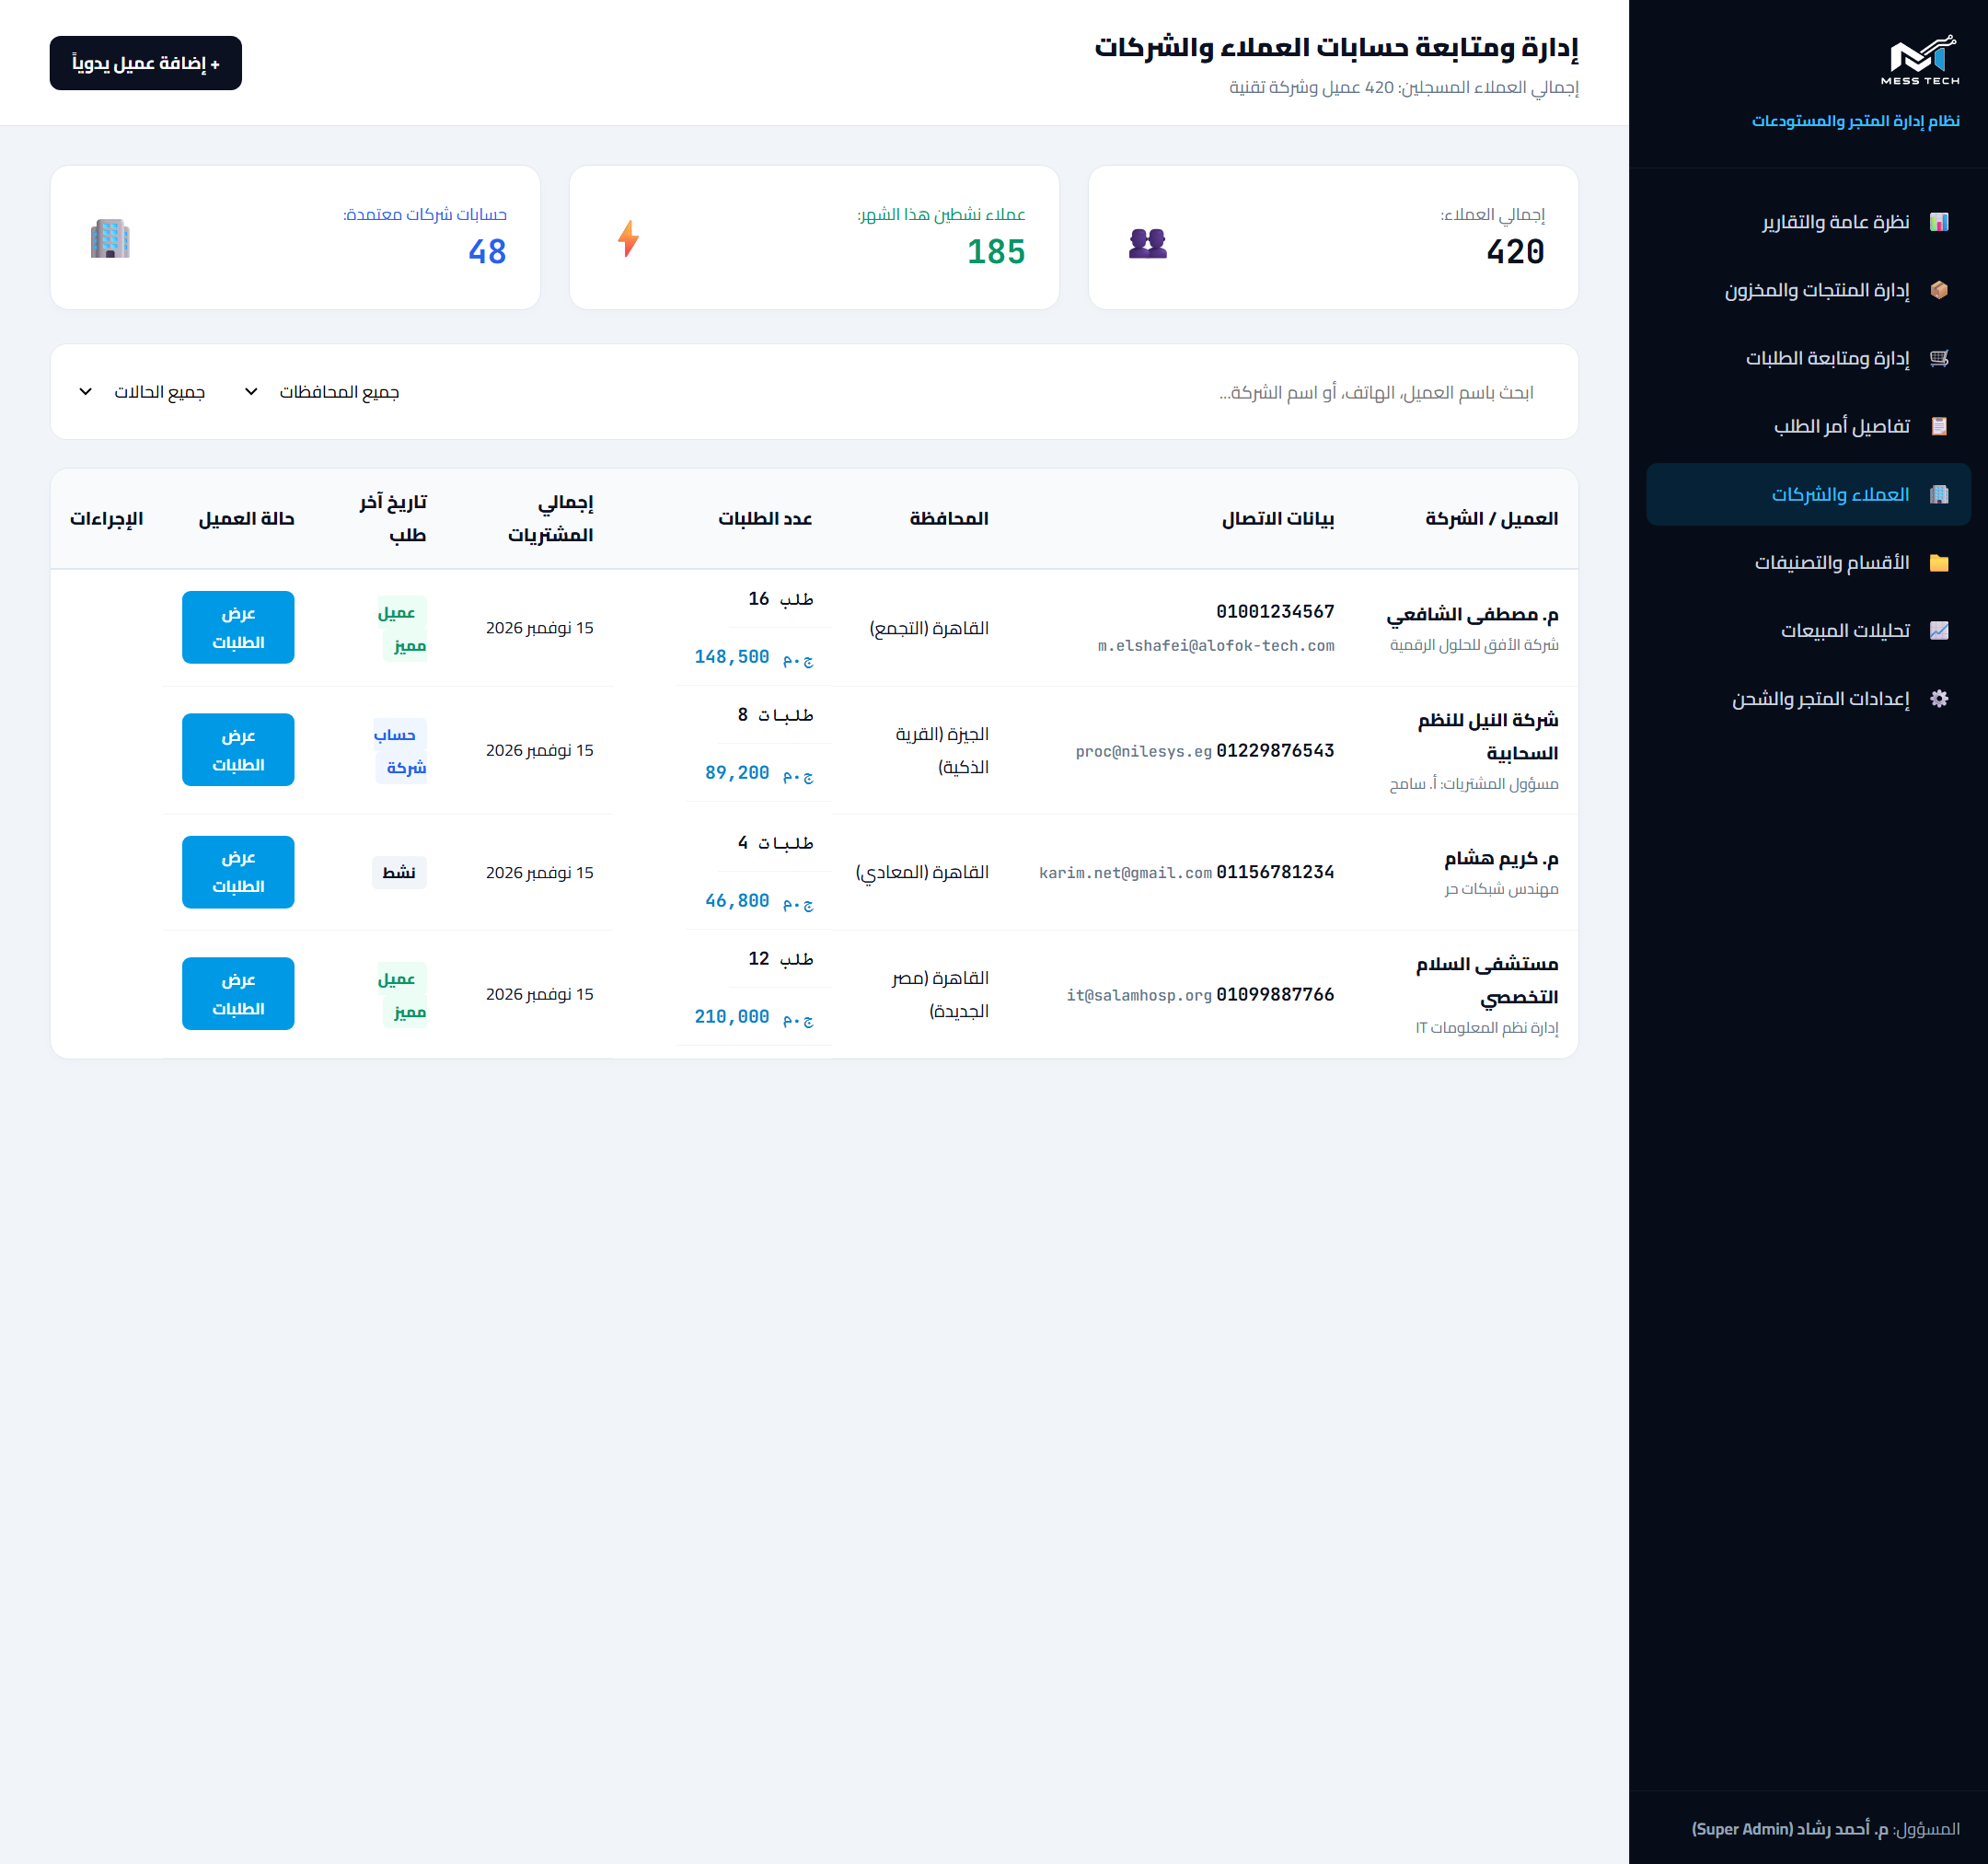 MESS TECH
نظام إدارة المتجر والمستودعات
نظرة عامة والتقارير
إدارة المنتجات والمخزون
إدارة ومتابعة الطلبات
تفاصيل أمر الطلب
العملاء والشركات
الأقسام والتصنيفات
تحليلات المبيعات
إعدادات المتجر والشحن
المسؤول: م. أحمد رشاد (Super Admin)
إدارة ومتابعة حسابات العملاء والشركات
إجمالي العملاء المسجلين: 420 عميل وشركة تقنية
+ إضافة عميل يدوياً
إجمالي العملاء:
420
عملاء نشطين هذا الشهر:
185
حسابات شركات معتمدة:
48
ابحث باسم العميل، الهاتف، أو اسم الشركة...
جميع المحافظات
جميع الحالات
العميل / الشركة
بيانات الاتصال
المحافظة
عدد الطلبات
إجمالي
المشتريات
تاريخ آخر
طلب
حالة العميل
الإجراءات
م. مصطفى الشافعي
شركة الأفق للحلول الرقمية
01001234567
m.elshafei@alofok-tech.com
القاهرة (التجمع)
16 طلب
148,500 ج.م
15 نوفمبر 2026
عميل
مميز
عرض
الطلبات
شركة النيل للنظم
السحابية
مسؤول المشتريات: أ. سامح
01229876543 proc@nilesys.eg
الجيزة (القرية
الذكية)
8 طلبات
89,200 ج.م
15 نوفمبر 2026
حساب
شركة
عرض
الطلبات
م. كريم هشام
مهندس شبكات حر
01156781234 karim.net@gmail.com
القاهرة (المعادي)
4 طلبات
46,800 ج.م
15 نوفمبر 2026
نشط
عرض
الطلبات
مستشفى السلام
التخصصي
إدارة نظم المعلومات IT
01099887766 it@salamhosp.org
القاهرة (مصر
الجديدة)
12 طلب
210,000 ج.م
15 نوفمبر 2026
عميل
مميز
عرض
الطلبات